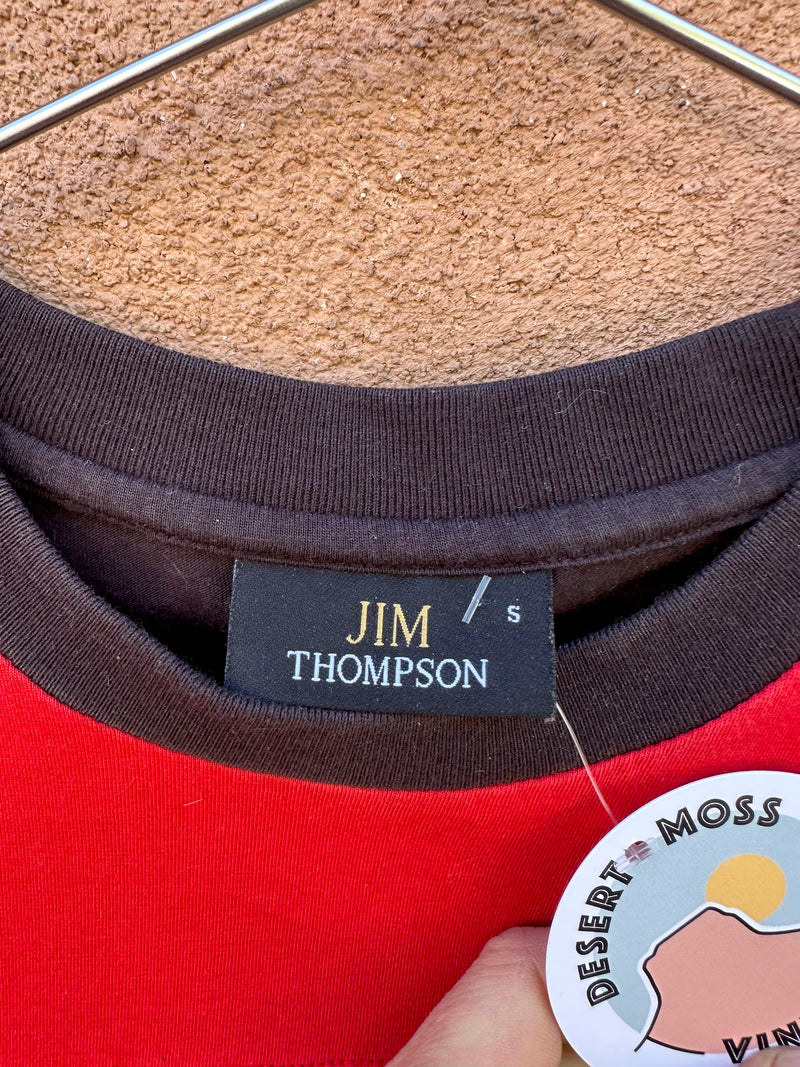 JIM
S
THOMPSON
DESERT + MOSS